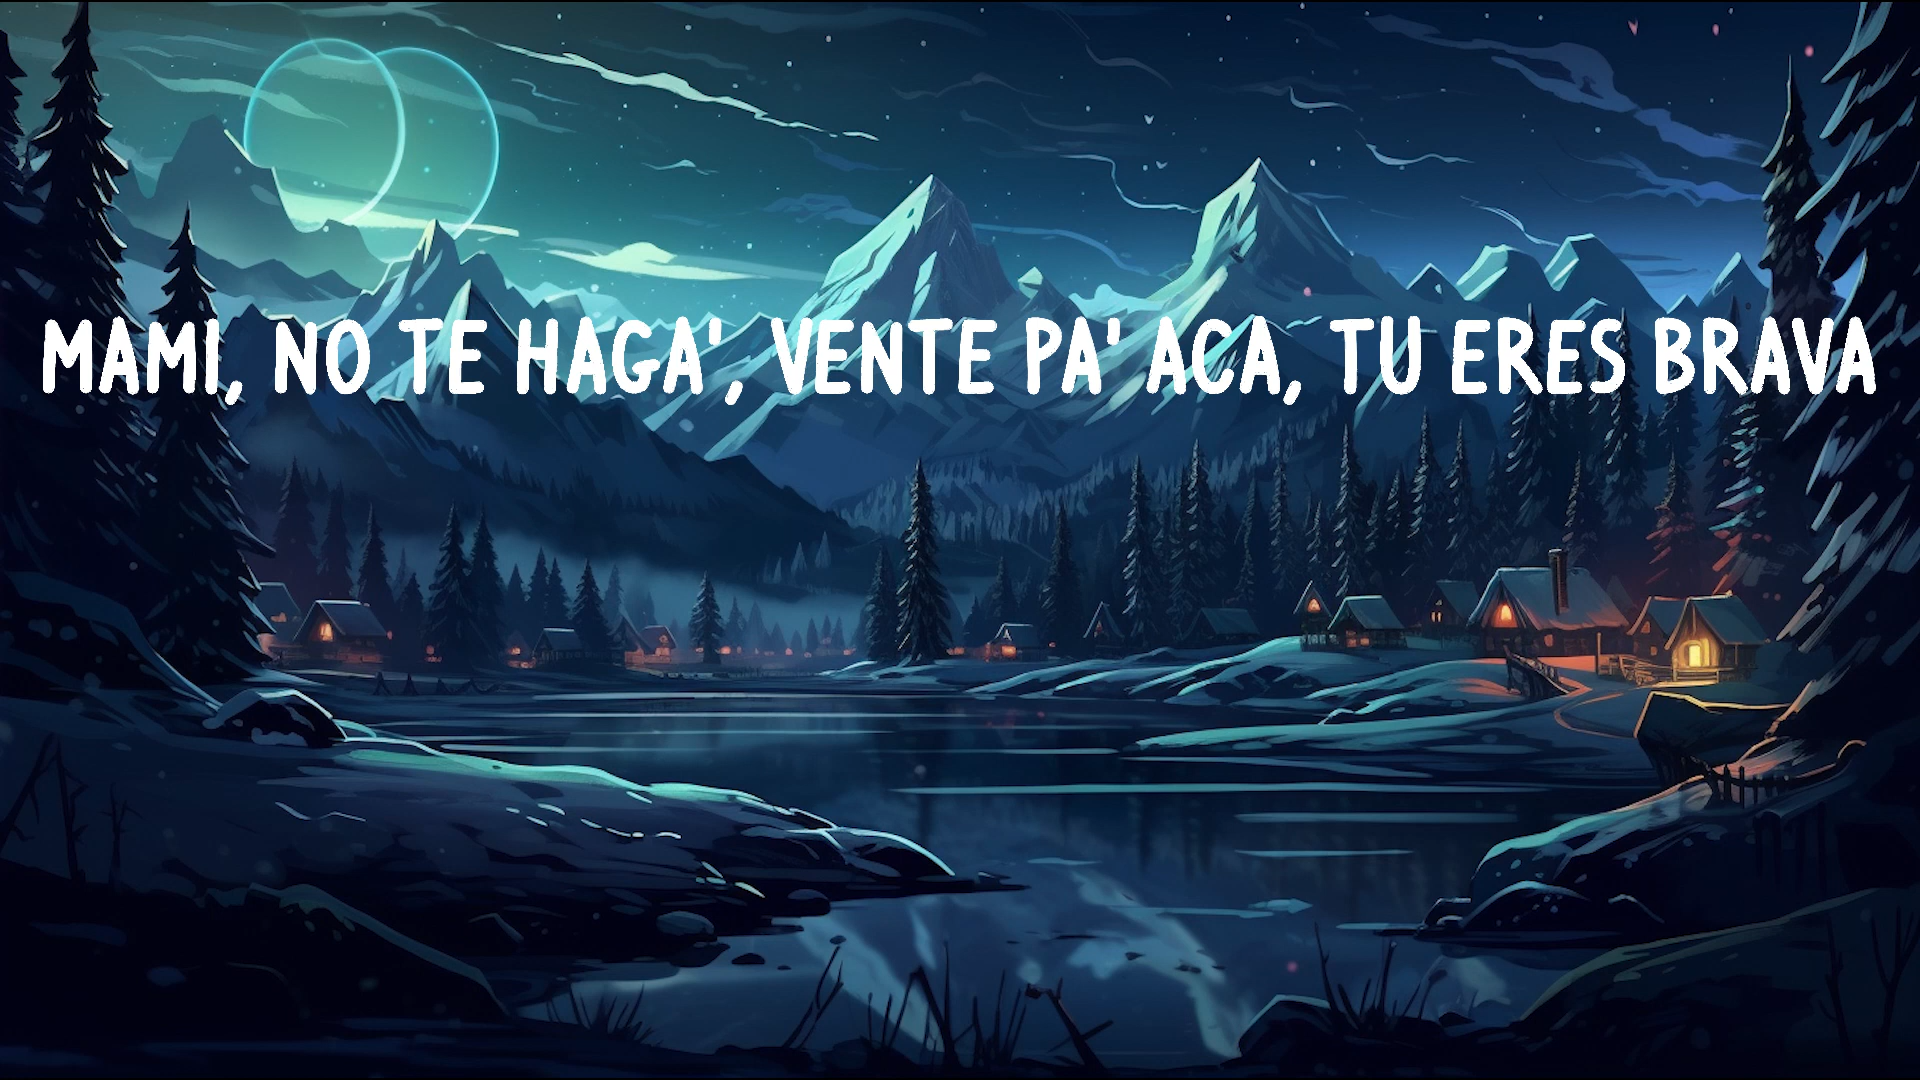 MAMI, NO TE HAGA', VENTE PA' ACA, TU ERES BRAVA